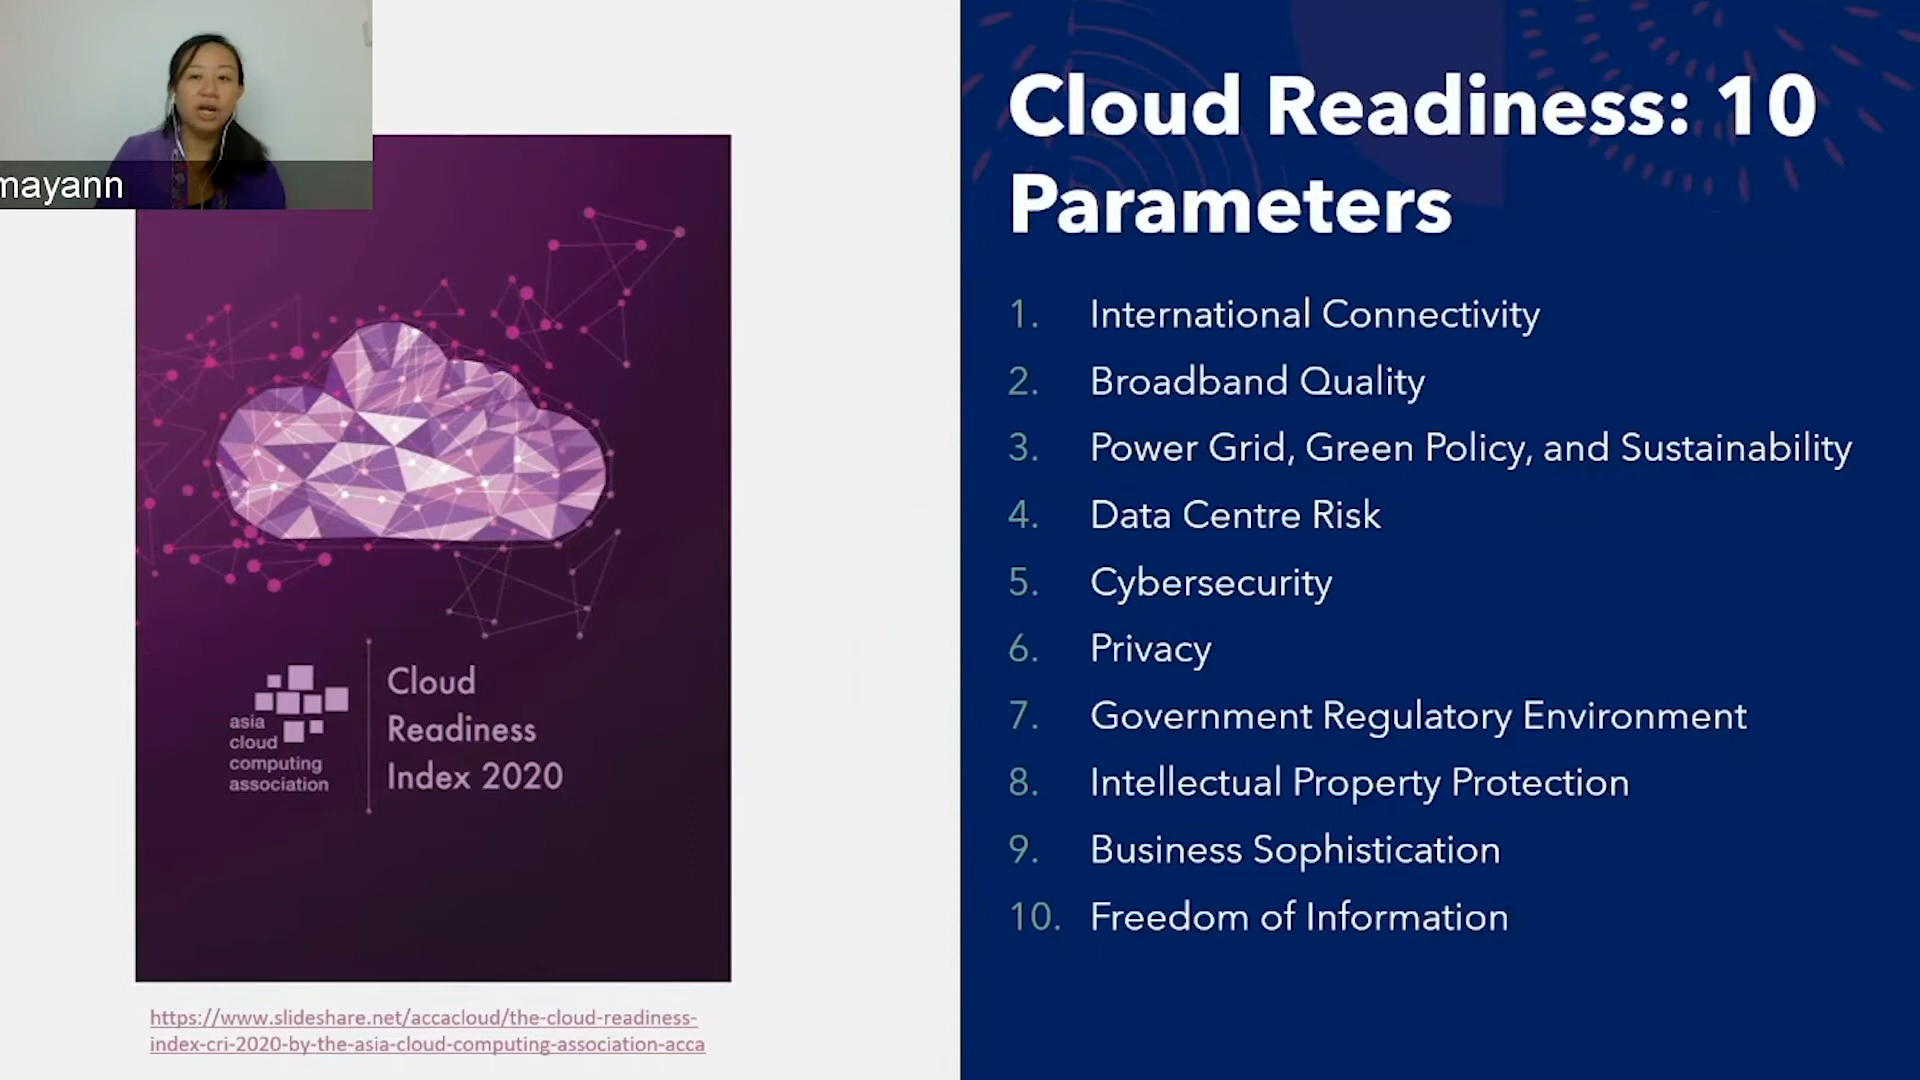 mayann
asia
cloud
computing
association
Cloud
Readiness
Index 2020
https://www.slideshare.net/accacloud/the-cloud-readiness-
index-cri-2020-by-the-asia-cloud-computing-association-acca
Cloud Readiness: 10
Parameters
1. International Connectivity
2. Broadband Quality
3. Power Grid, Green Policy, and Sustainability
4. Data Centre Risk
5. Cybersecurity
6. Privacy
7. Government Regulatory Environment
8. Intellectual Property Protection
9. Business Sophistication
10. Freedom of Information